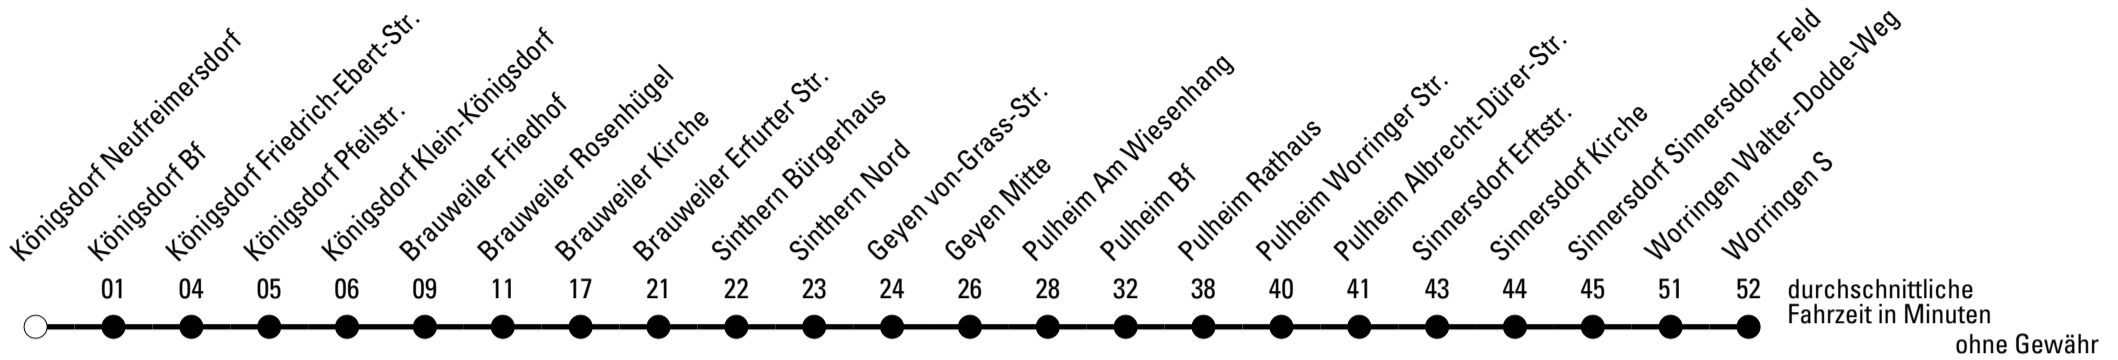 Königsdorf Neufreimersdorf
Königsdorf Bf
Königsdorf Friedrich-Ebert-Str.
Königsdorf Pfeilstr.
Königsdorf Klein-Königsdorf
Brauweiler Friedhof
Brauweiler Rosenhügel
Brauweiler Kirche
Brauweiler Erfurter Str.
Sinthern Bürgerhaus
Sinthern Nord
Geyen von-Grass-Str.
Geyen Mitte
Pulheim Am Wiesenhang
Pulheim Bf
Pulheim Rathaus
Pulheim Worringer Str.
Pulheim Albrecht-Dürer-Str.
Sinnersdorf Erftstr.
Sinnersdorf Kirche
Sinnersdorf Sinnersdorfer Feld
Worringen Walter-Dodde-Weg
Worringen S
01 04 05 06 09 11 17 21 22 23 24 26 28 32 38 40 41 43 44 45 51 52 durchschnittliche
Fahrzeit in Minuten
ohne Gewähr